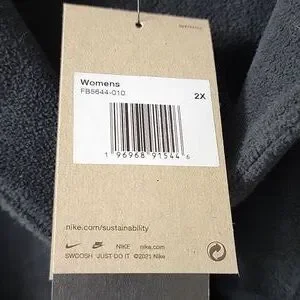 Womens
FB5644-010
2X
1 96968 91544 6
nike.com/sustainability
NIKE nike.com
SWOOSH JUST DO IT ©2021 Nike